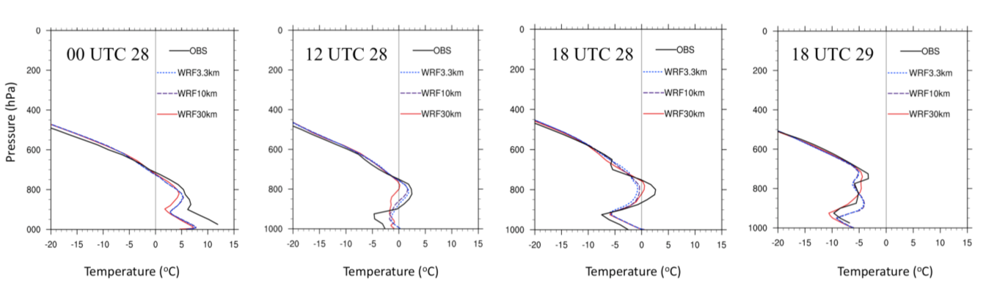 00 UTC 28
OBS
WRF3.3km
WRF10km
WRF30km
0
200
400
600
800
000
-20 -15 -10 -5 0 5 10 15
Pressure (hPa)
Temperature (°C)
12 UTC 28
OBS
WRF3.3km
WRF10km
WRF30km
0
200
400
600
800
1000
-20 -15 -10 -5 0 5 10 15
Temperature (°C)
18 UTC 28
OBS
WRF3.3km
WRF10km
WRF30km
0
200
400
600
800
1000
-20 -15 -10 -5 0 5 10 15
Temperature (°C)
18 UTC 29
OBS
WRF3.3km
WRF10km
WRF30km
0
200
400
600
800
1000
-20 -15 -10 -5 0 5 10 15
Temperature (°C)